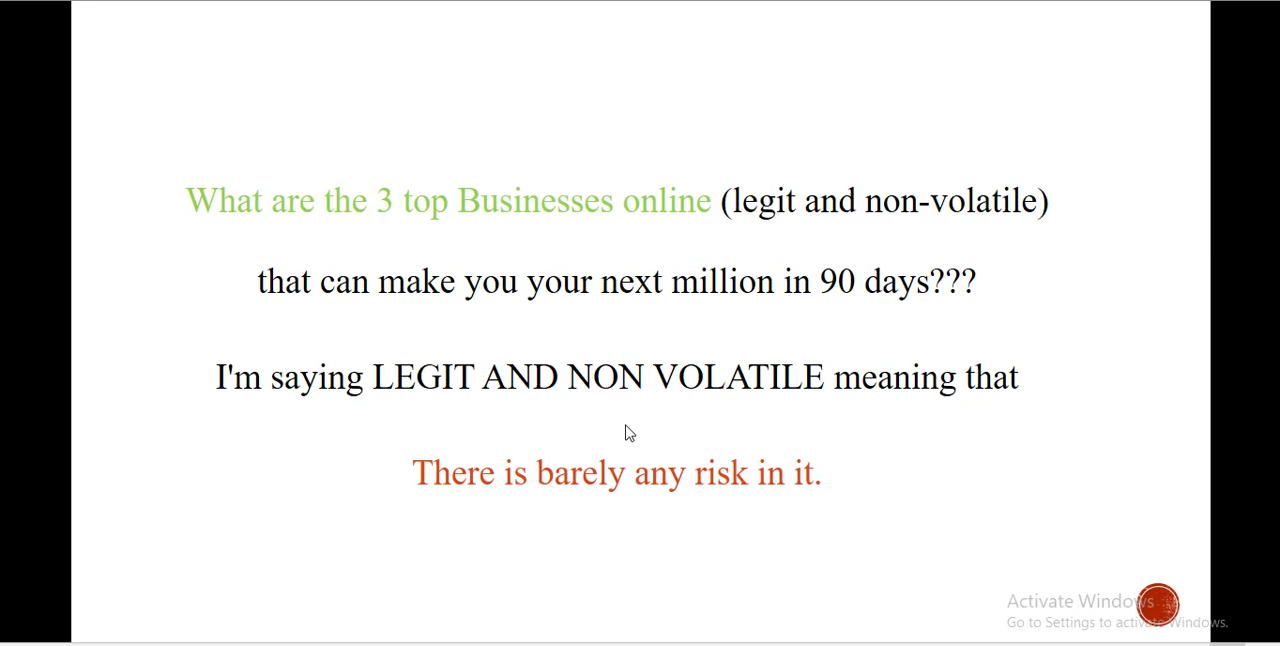 What are the 3 top Businesses online (legit and non-volatile)
that can make you your next million in 90 days???
I'm saying LEGIT AND NON VOLATILE meaning that
There is barely any risk in it.
Activate Windows
Go to Settings to activate Windows.